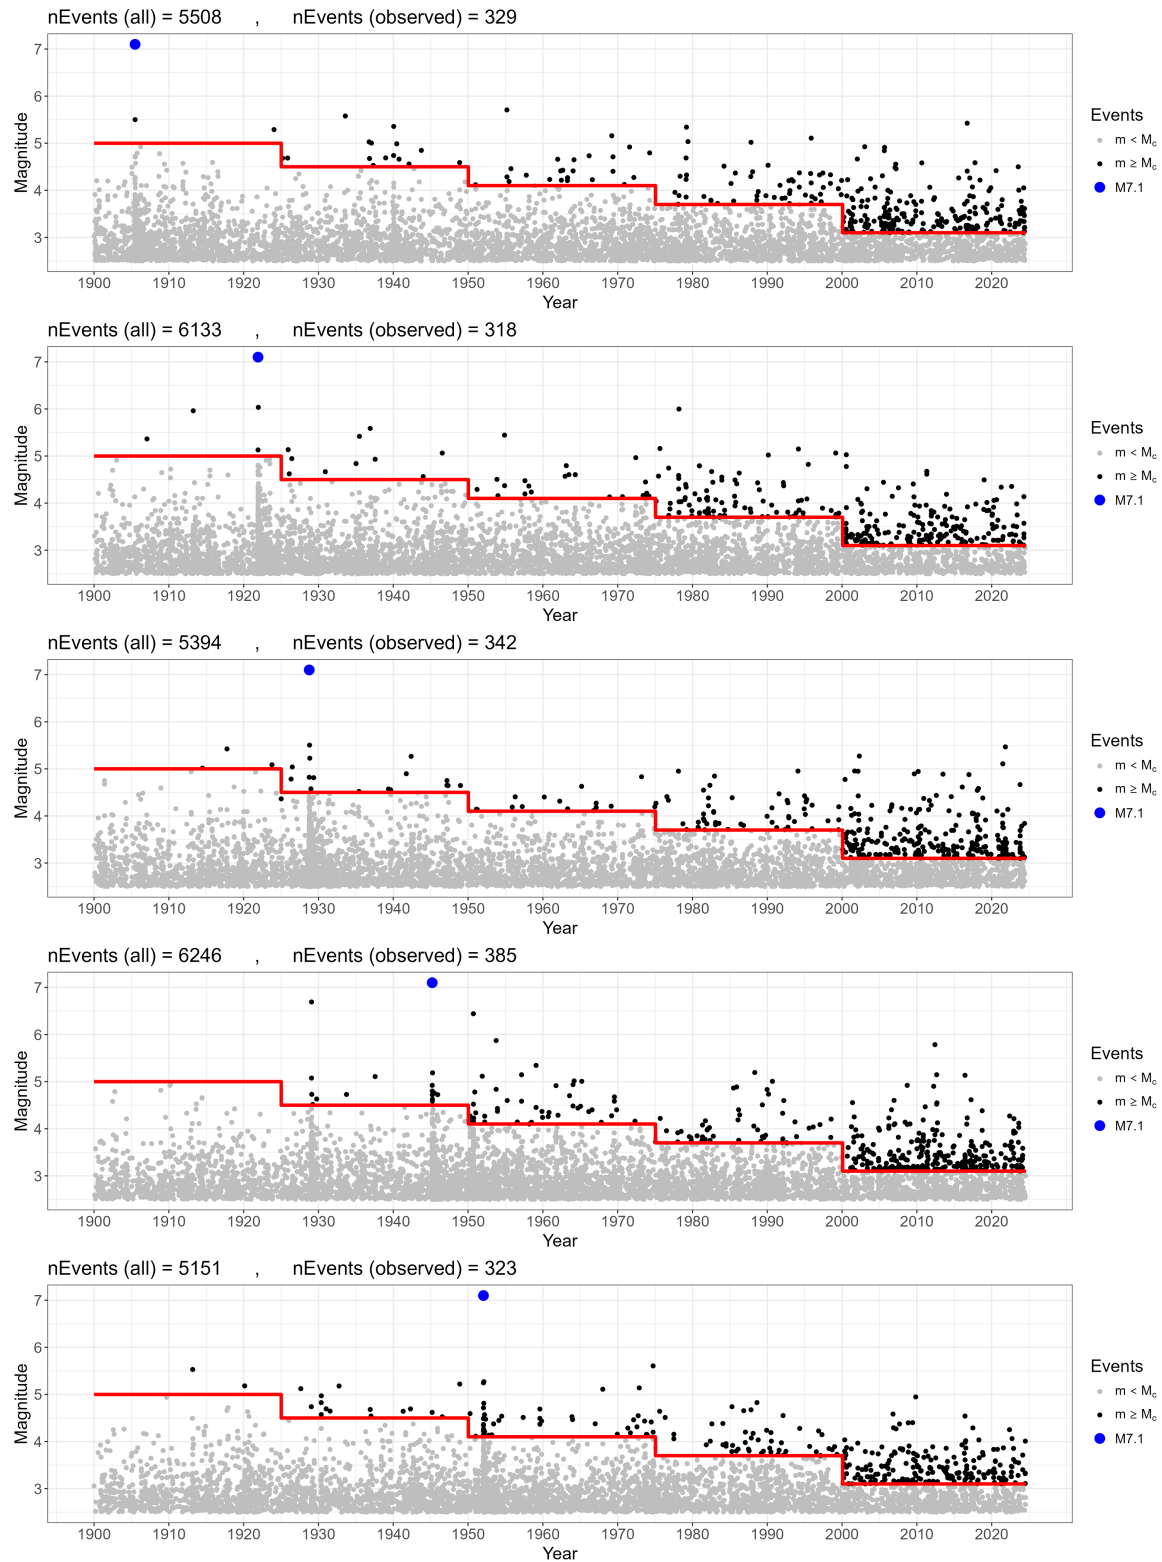 nEvents (all) = 5508 , nEvents (observed) = 329
7
6
5
4
3
Magnitude
1900 1910 1920 1930 1940 1950 1960 1970 1980 1990 2000 2010 2020
Year
Events
m < Mc
m ≥ Mc
M7.1
nEvents (all) = 6133 , nEvents (observed) = 318
7
6
5
4
3
Magnitude
1900 1910 1920 1930 1940 1950 1960 1970 1980 1990 2000 2010 2020
Year
Events
m < Mc
m ≥ Mc
M7.1
nEvents (all) = 5394 , nEvents (observed) = 342
7
6
5
4
3
Magnitude
1900 1910 1920 1930 1940 1950 1960 1970 1980 1990 2000 2010 2020
Year
Events
m < Mc
m ≥ Mc
M7.1
nEvents (all) = 6246 , nEvents (observed) = 385
7
6
5
4
3
Magnitude
1900 1910 1920 1930 1940 1950 1960 1970 1980 1990 2000 2010 2020
Year
Events
m < Mc
m ≥ Mc
M7.1
nEvents (all) = 5151 , nEvents (observed) = 323
7
6
5
4
3
Magnitude
1900 1910 1920 1930 1940 1950 1960 1970 1980 1990 2000 2010 2020
Year
Events
m < Mc
m ≥ Mc
M7.1